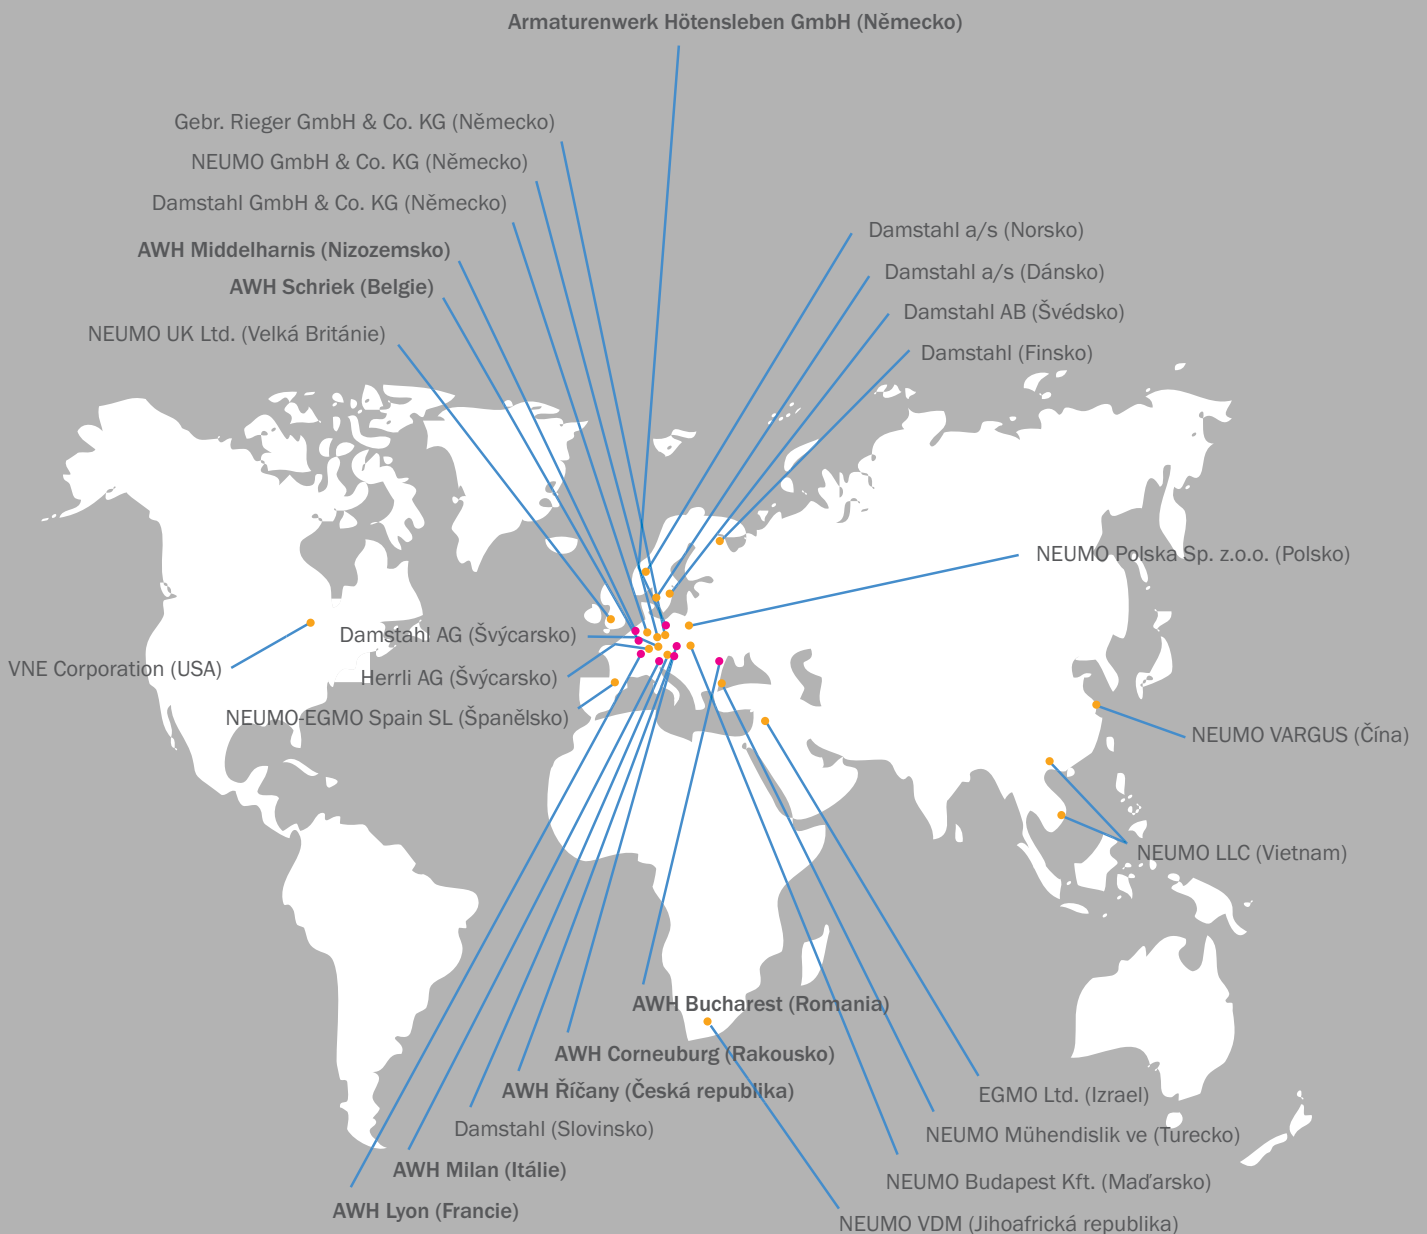 Armaturenwerk Hötensleben GmbH (Německo)
Gebr. Rieger GmbH & Co. KG (Německo)
NEUMO GmbH & Co. KG (Německo)
Damstahl GmbH & Co. KG (Německo)
AWH Middelharnis (Nizozemsko)
AWH Schriek (Belgie)
NEUMO UK Ltd. (Velká Británie)
Damstahl a/s (Norsko)
Damstahl a/s (Dánsko)
Damstahl AB (Švédsko)
Damstahl (Finsko)
NEUMO Polska Sp. z.o.o. (Polsko)
Damstahl AG (Švýcarsko)
VNE Corporation (USA)
Herrli AG (Švýcarsko)
NEUMO-EGMO Spain SL (Španělsko)
NEUMO VARGUS (Čína)
NEUMO LLC (Vietnam)
AWH Bucharest (Romania)
AWH Corneuburg (Rakousko)
AWH Říčany (Česká republika)
Damstahl (Slovinsko)
AWH Milan (Itálie)
AWH Lyon (Francie)
EGMO Ltd. (Izrael)
NEUMO Mühendislik ve (Turecko)
NEUMO Budapest Kft. (Maďarsko)
NEUMO VDM (Jihoafrická republika)